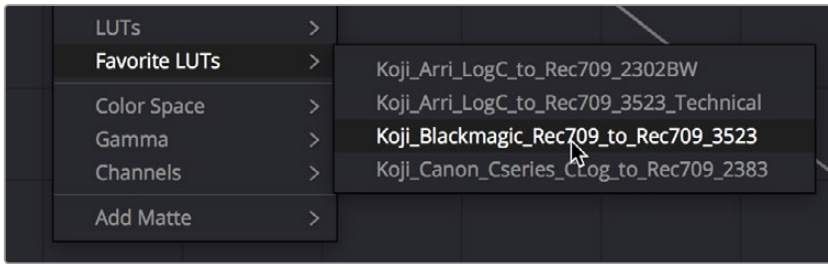 LUTs >
Favorite LUTs >
Koji_Arri_LogC_to_Rec709_2302BW
Koji_Arri_LogC_to_Rec709_3523_Technical
Color Space >
Gamma >
Koji_Blackmagic_Rec709_to_Rec709_3523
Channels >
Koji_Canon_Cseries_CLog_to_Rec709_2383
Add Matte >